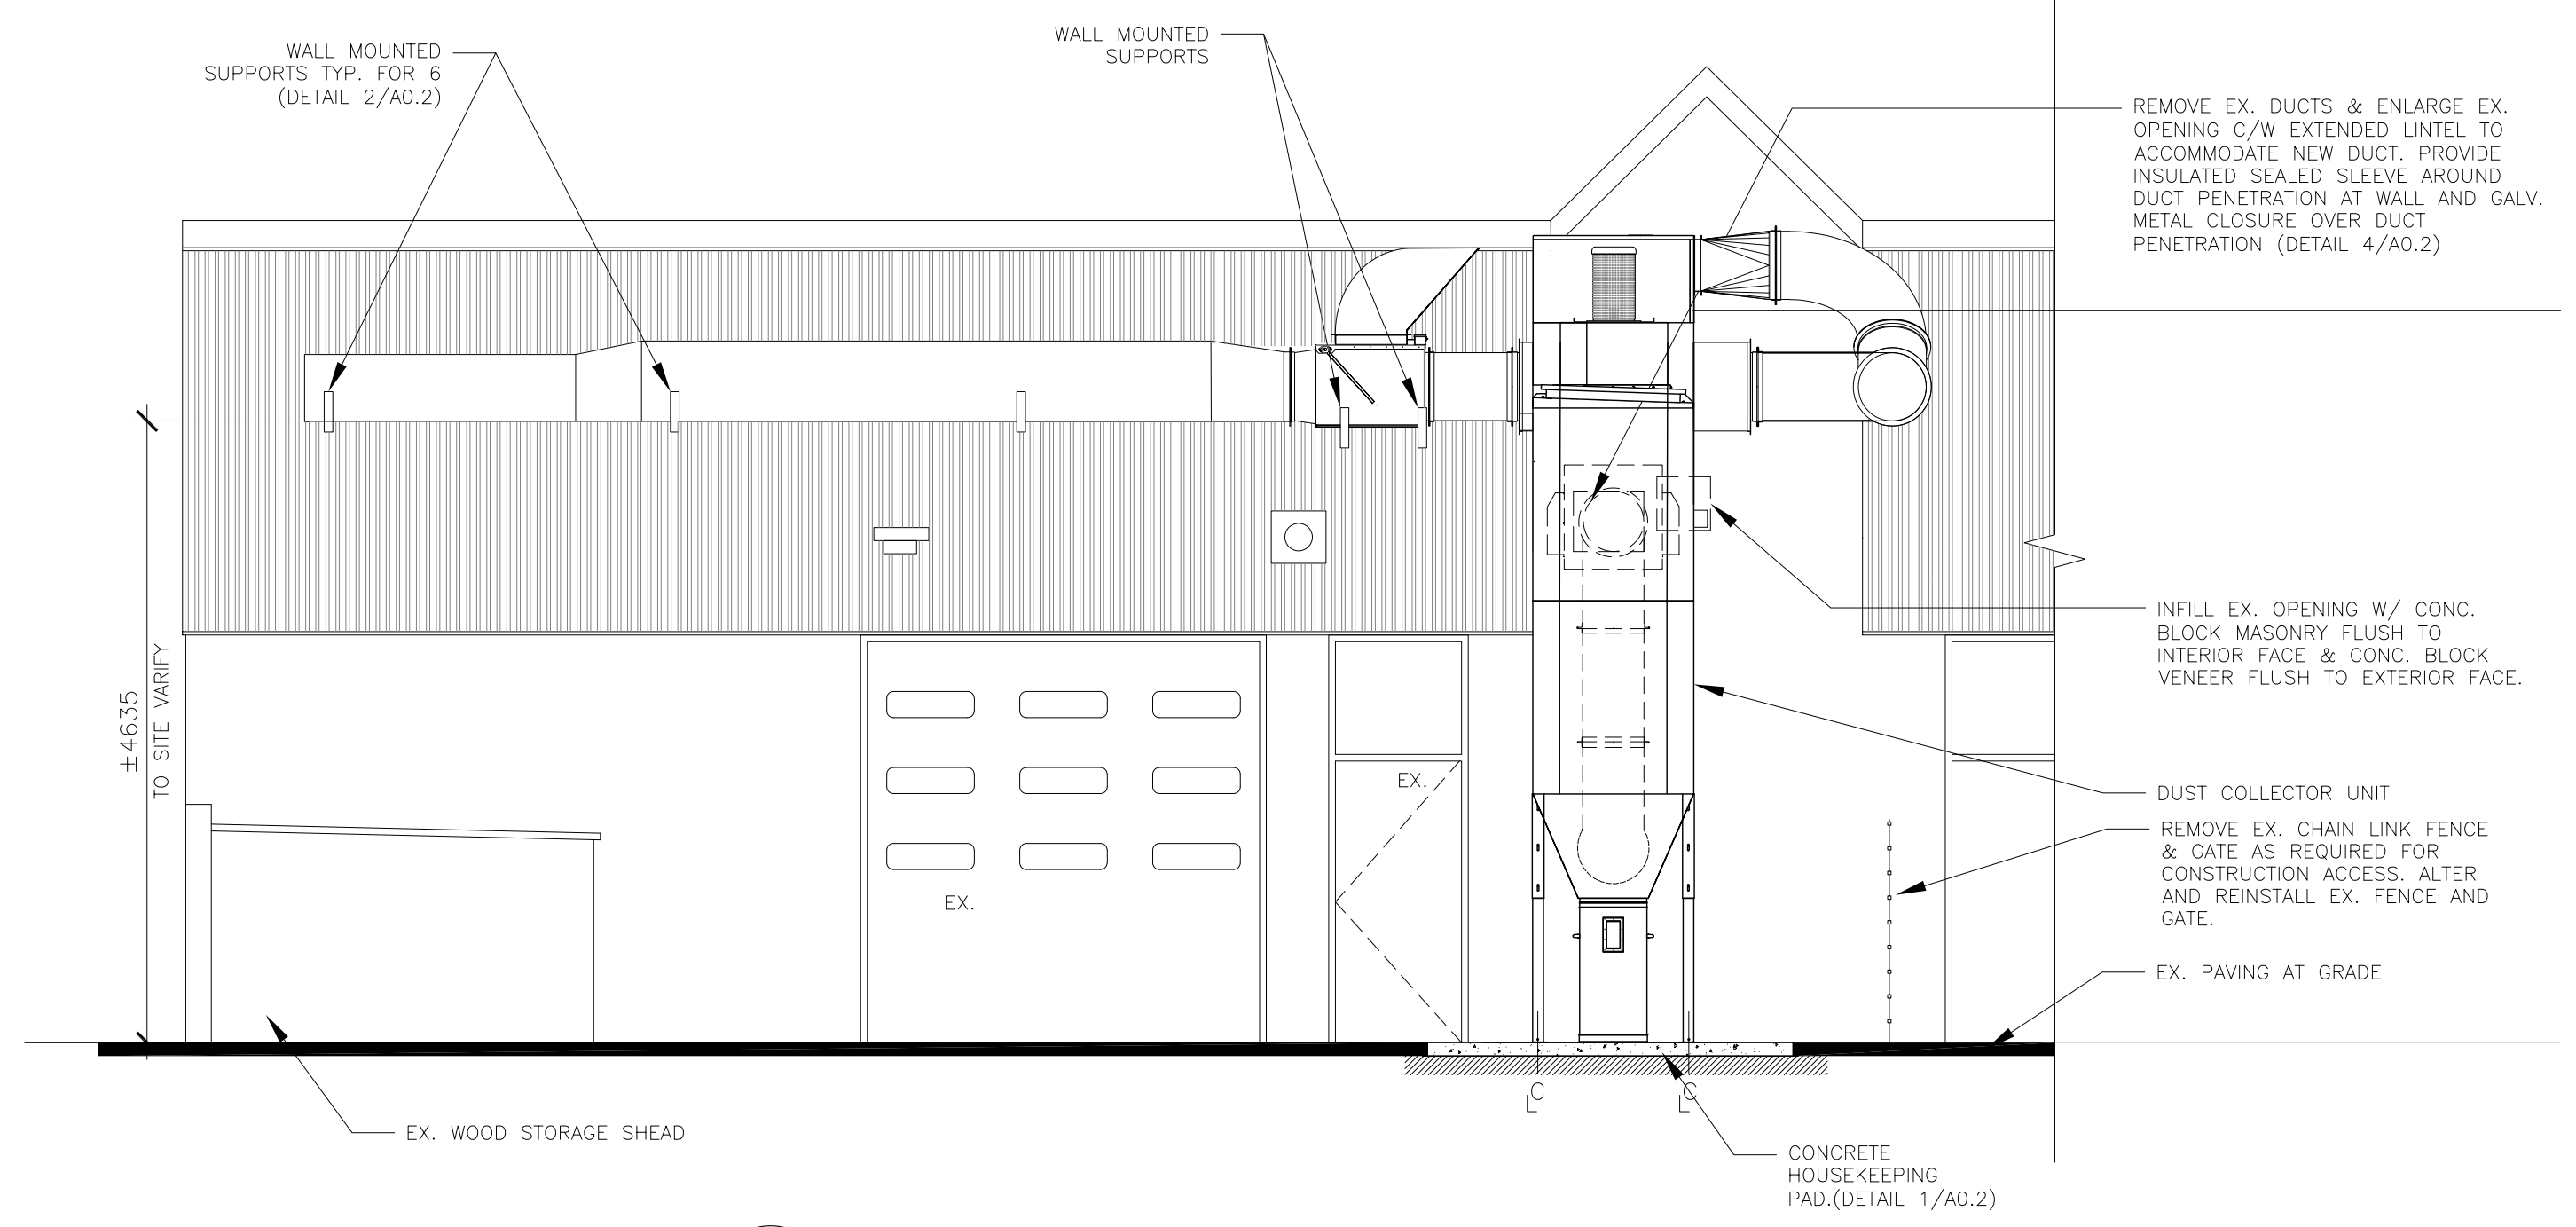 WALL MOUNTED
SUPPORTS TYP. FOR 6
(DETAIL 2/A0.2)
WALL MOUNTED
SUPPORTS
REMOVE EX. DUCTS & ENLARGE EX.
OPENING C/W EXTENDED LINTEL TO
ACCOMMODATE NEW DUCT. PROVIDE
INSULATED SEALED SLEEVE AROUND
DUCT PENETRATION AT WALL AND GALV.
METAL CLOSURE OVER DUCT
PENETRATION (DETAIL 4/A0.2)
INFILL EX. OPENING W/ CONC.
BLOCK MASONRY FLUSH TO
INTERIOR FACE & CONC. BLOCK
VENEER FLUSH TO EXTERIOR FACE.
±4635
TO SITE VARIFY
EX.
EX.
DUST COLLECTOR UNIT
REMOVE EX. CHAIN LINK FENCE
& GATE AS REQUIRED FOR
CONSTRUCTION ACCESS. ALTER
AND REINSTALL EX. FENCE AND
GATE.
EX. PAVING AT GRADE
CL
CL
EX. WOOD STORAGE SHEAD
CONCRETE
HOUSEKEEPING
PAD.(DETAIL 1/A0.2)